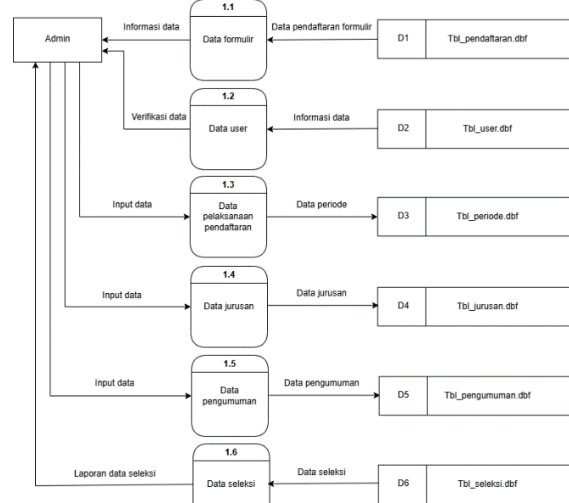 1.1
Admin
Informasi data
Data formulir
Data pendaftaran formulir
D1
Tbl_pendaftaran.dbf
1.2
Verifikasi data
Data user
Informasi data
D2
Tbl_user.dbf
1.3
Input data
Data
pelaksanaan
pendaftaran
Data periode
D3
Tbl_periode.dbf
1.4
Input data
Data jurusan
Data jurusan
D4
Tbl_jurusan.dbf
1.5
Input data
Data
pengumuman
Data pengumuman
D5
Tbl_pengumuman.dbf
1.6
Laporan data seleksi
Data seleksi
Data seleksi
D6
Tbl_seleksi.dbf